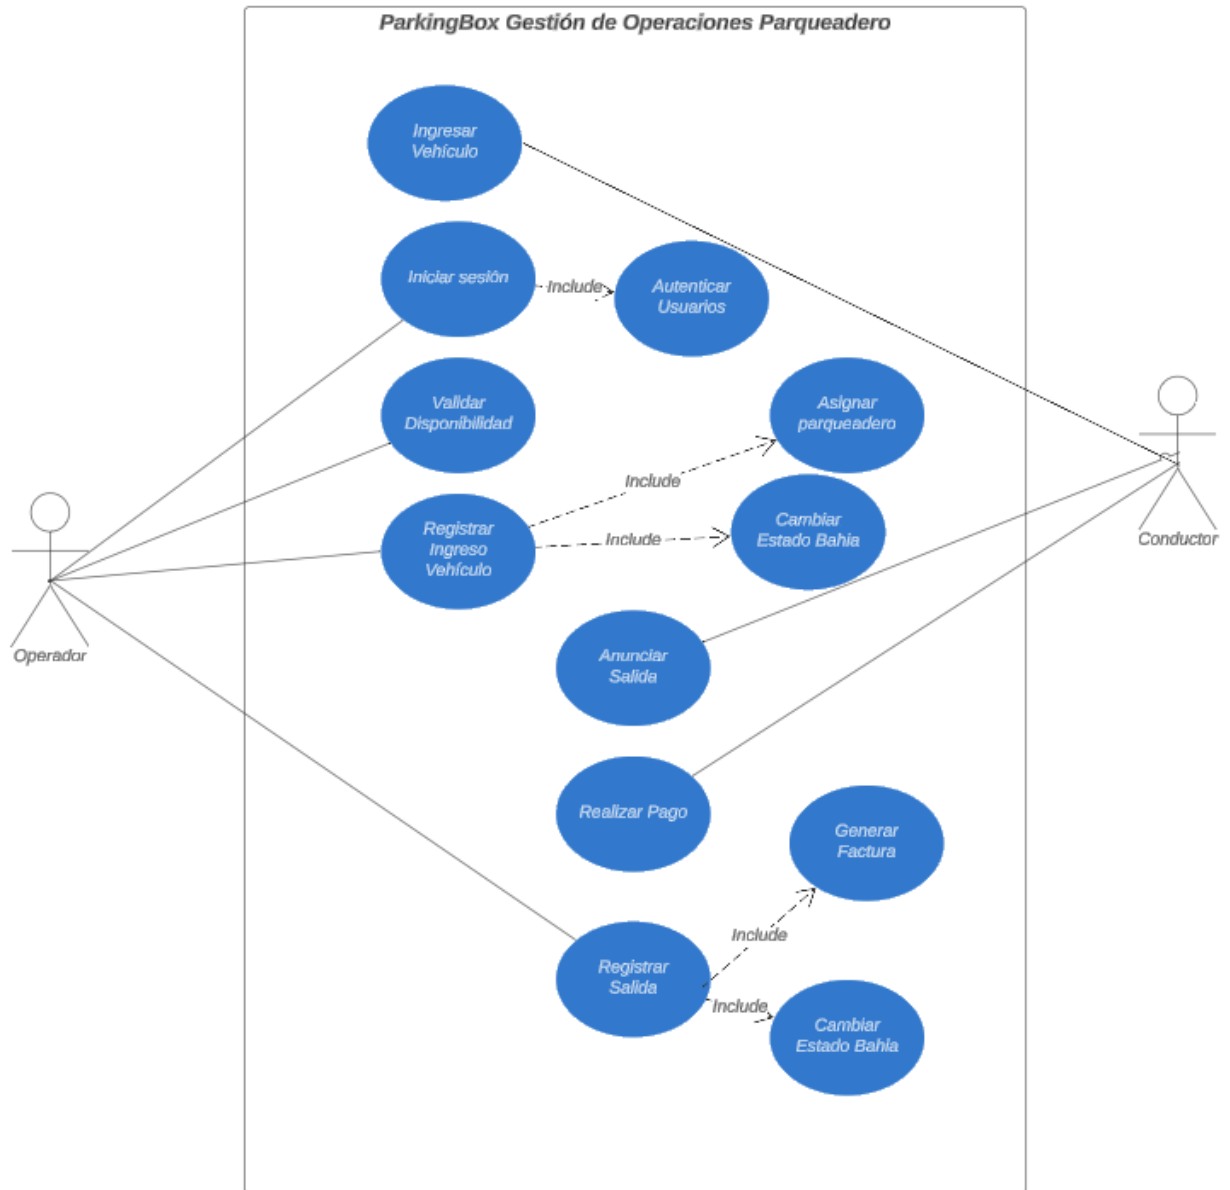 ParkingBox Gestión de Operaciones Parqueadero
Ingresar
Vehículo
Iniciar sesión
Include
Autenticar
Usuarios
Validar
Disponibilidad
Asignar
parqueadero
Include
Registrar
Ingreso
Vehículo
Include
Cambiar
Estado Bahia
Conductor
Operador
Anunciar
Salida
Realizar Pago
Generar
Factura
Include
Registrar
Salida
Include
Cambiar
Estado Bahia